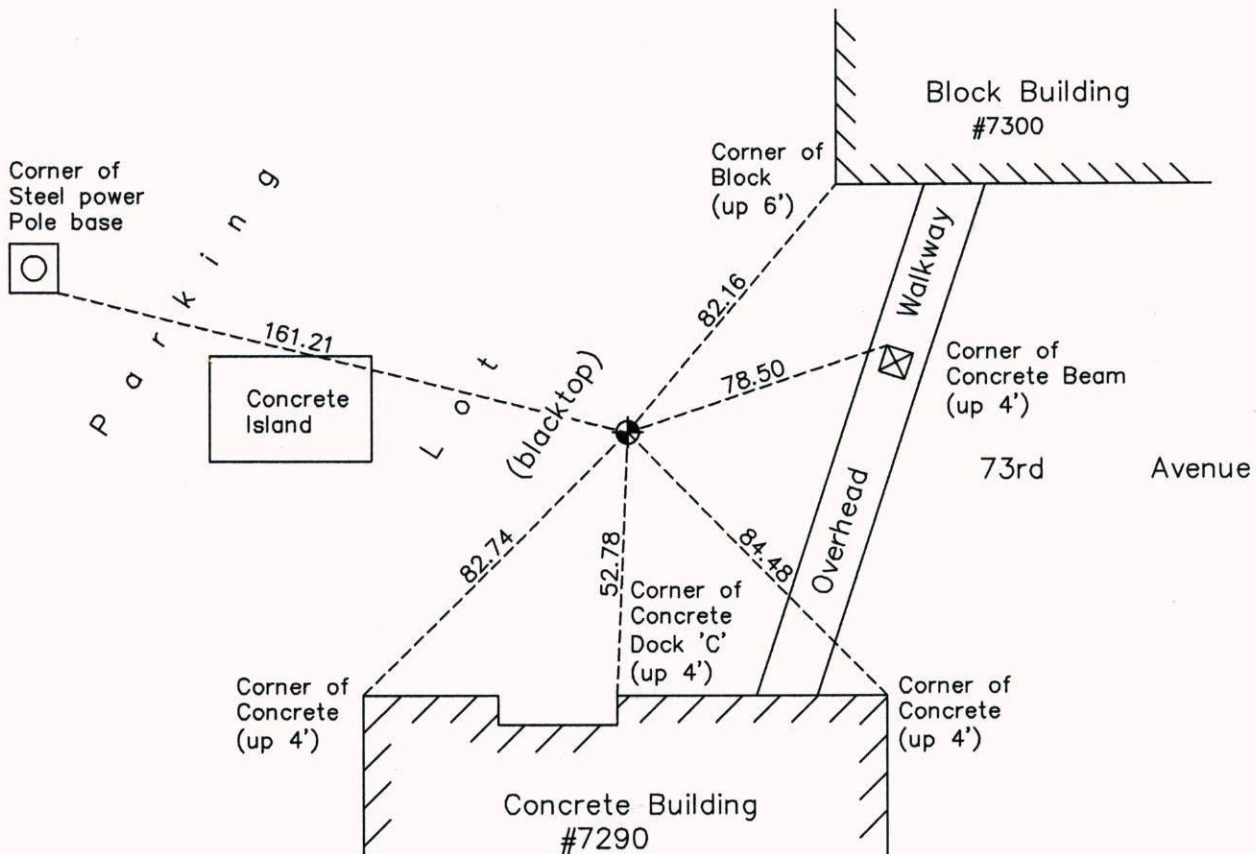 Block Building
#7300
Corner of
Block
(up 6')
Corner of
Steel power
Pole base
Parking
Lot
(blacktop)
161.21
82.16
78.50
Walkway
Overhead
Concrete
Island
Corner of
Concrete Beam
(up 4')
73rd Avenue
82.74
52.78
84.48
Corner of
Concrete
Dock 'C'
(up 4')
Corner of
Concrete
(up 4')
Corner of
Concrete
(up 4')
Concrete Building
#7290